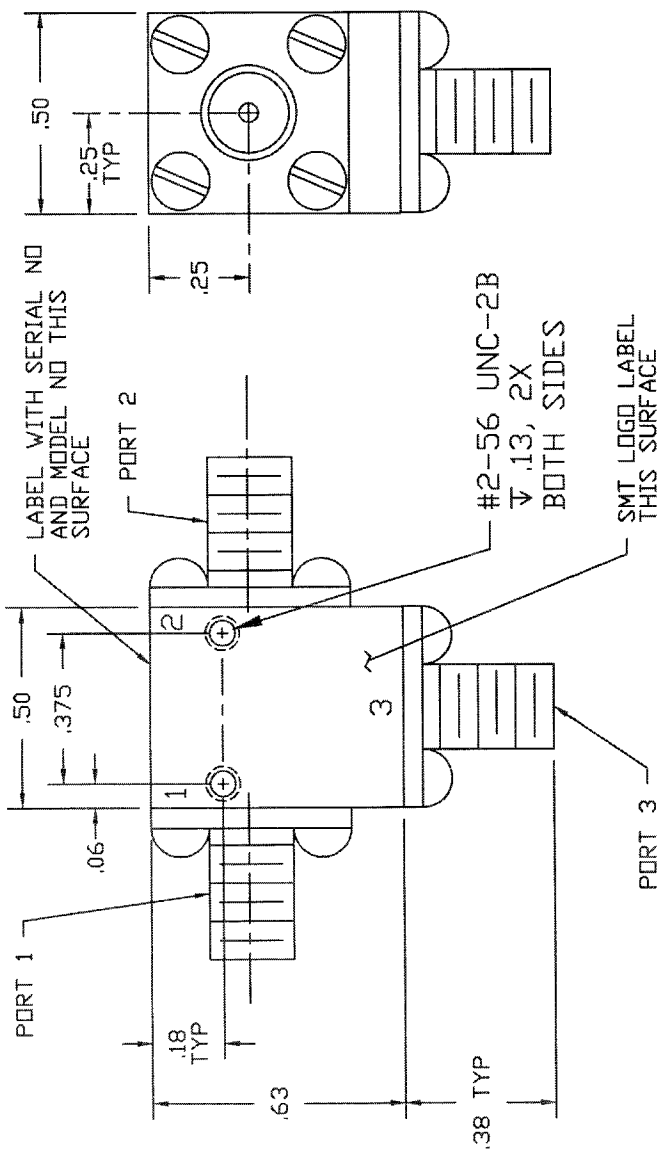 .50
.25
TYP
.25
LABEL WITH SERIAL NO
AND MODEL NO THIS
SURFACE
PORT 2
.50
.375
.06
1
2
3
PORT 1
.18
TYP
.63
.38 TYP
#2-56 UNC-2B
↧ .13, 2X
BOTH SIDES
SMT LOGO LABEL
THIS SURFACE
PORT 3